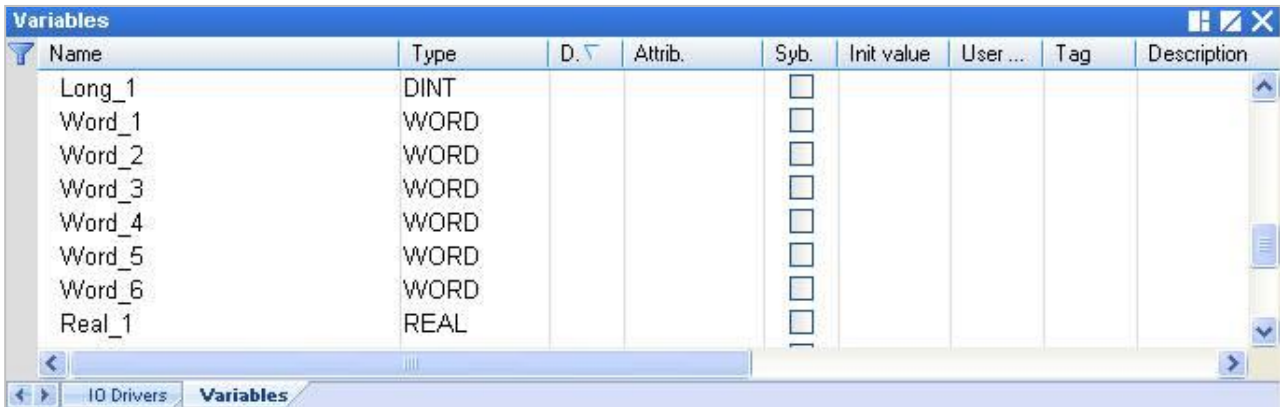 Variables
Name Type D. Attrib. Syb. Init value User ... Tag Description
Long_1 DINT
Word_1 WORD
Word_2 WORD
Word_3 WORD
Word_4 WORD
Word_5 WORD
Word_6 WORD
Real_1 REAL
IO Drivers Variables